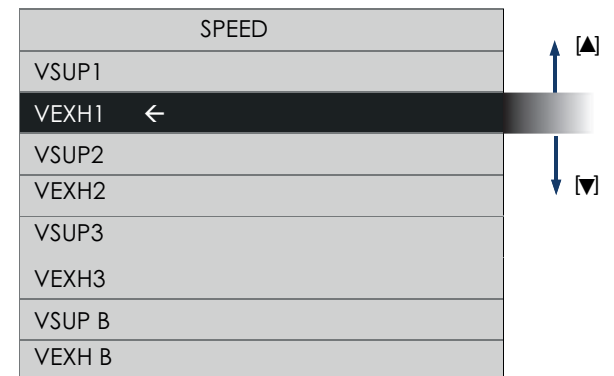 SPEED
VSUP1
VEXH1 ←
VSUP2
VEXH2
VSUP3
VEXH3
VSUP B
VEXH B
[▲]
[▼]